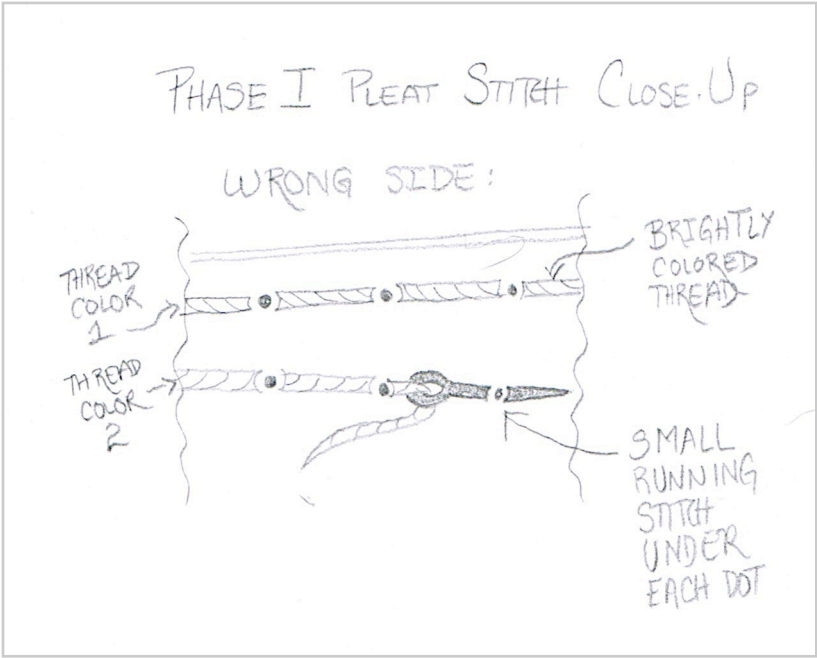 PHASE I PLEAT STITCH CLOSE-UP
WRONG SIDE:
THREAD
COLOR
1
BRIGHTLY
COLORED
THREAD
THREAD
COLOR
2
SMALL
RUNNING
STITCH
UNDER
EACH DOT